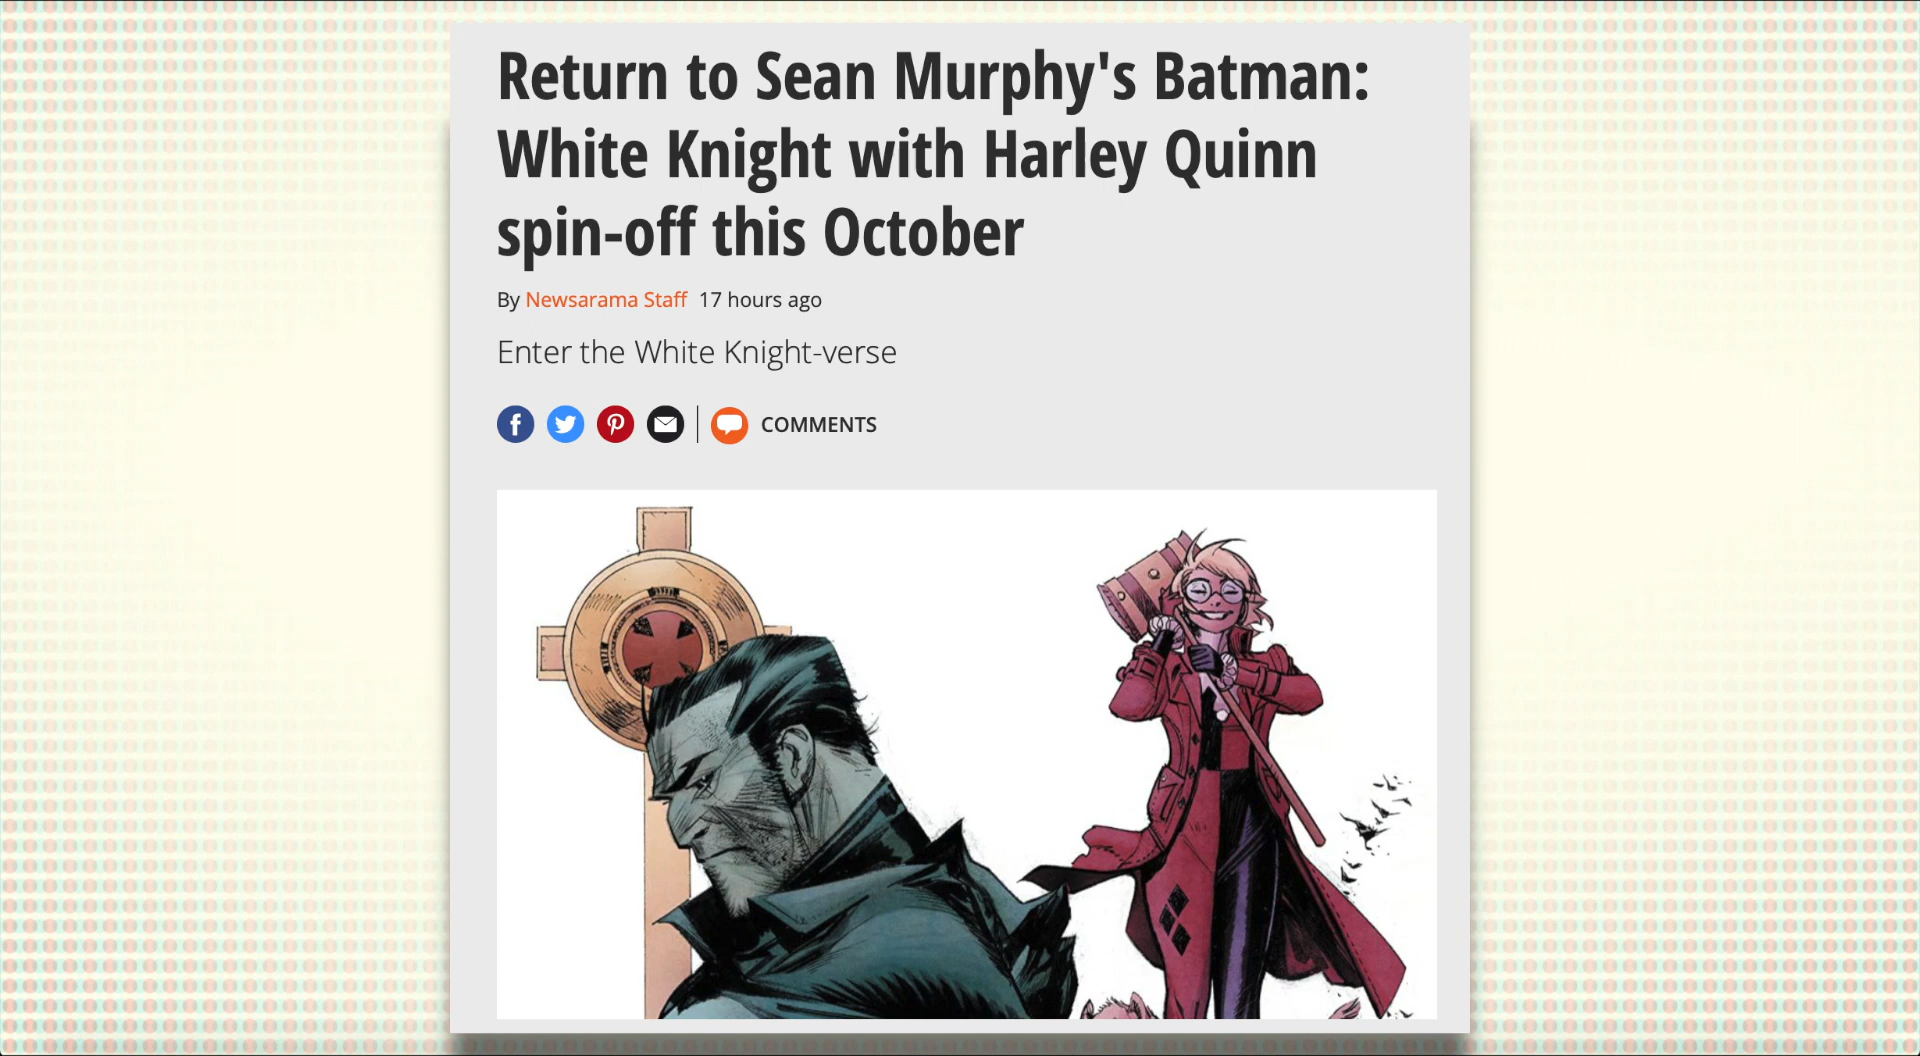 Return to Sean Murphy's Batman:
White Knight with Harley Quinn
spin-off this October
By Newsarama Staff 17 hours ago
Enter the White Knight-verse
COMMENTS